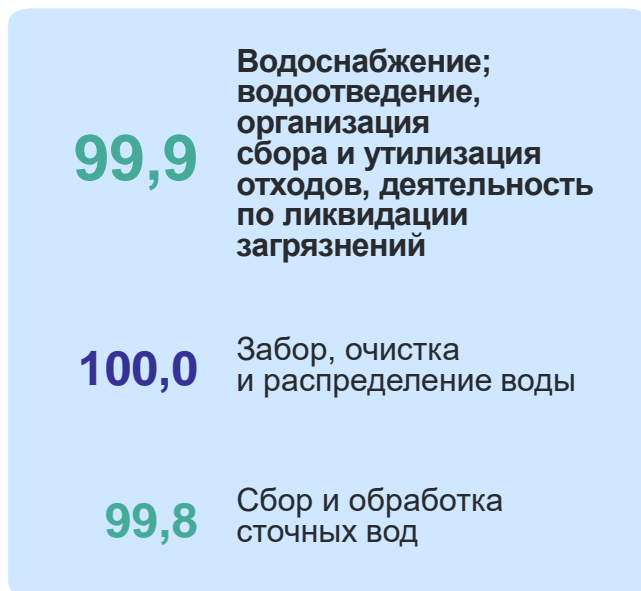 99,9
Водоснабжение;
водоотведение,
организация
сбора и утилизация
отходов, деятельность
по ликвидации
загрязнений
100,0
Забор, очистка
и распределение воды
99,8
Сбор и обработка
сточных вод